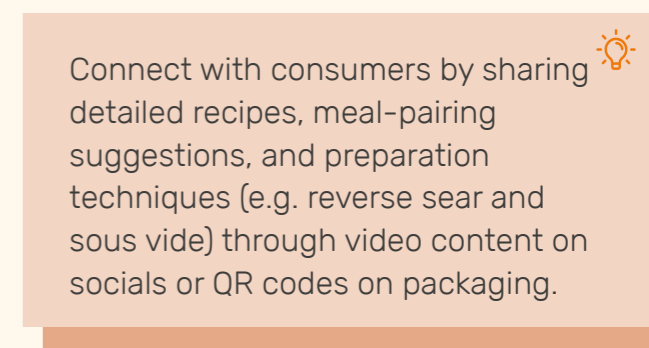 Connect with consumers by sharing
detailed recipes, meal-pairing
suggestions, and preparation
techniques (e.g. reverse sear and
sous vide) through video content on
socials or QR codes on packaging.